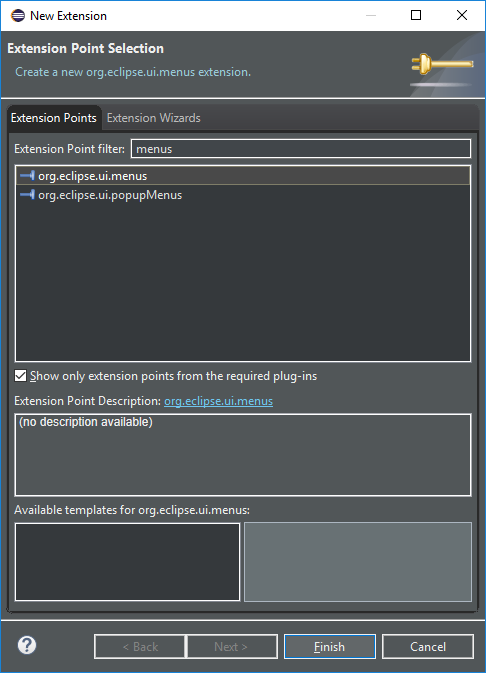 New Extension
Extension Point Selection
Create a new org.eclipse.ui.menus extension.
Extension Points Extension Wizards
Extension Point filter: menus
org.eclipse.ui.menus
org.eclipse.ui.popupMenus
Show only extension points from the required plug-ins
Extension Point Description: org.eclipse.ui.menus
(no description available)
Available templates for org.eclipse.ui.menus:
? < Back Next > Finish Cancel